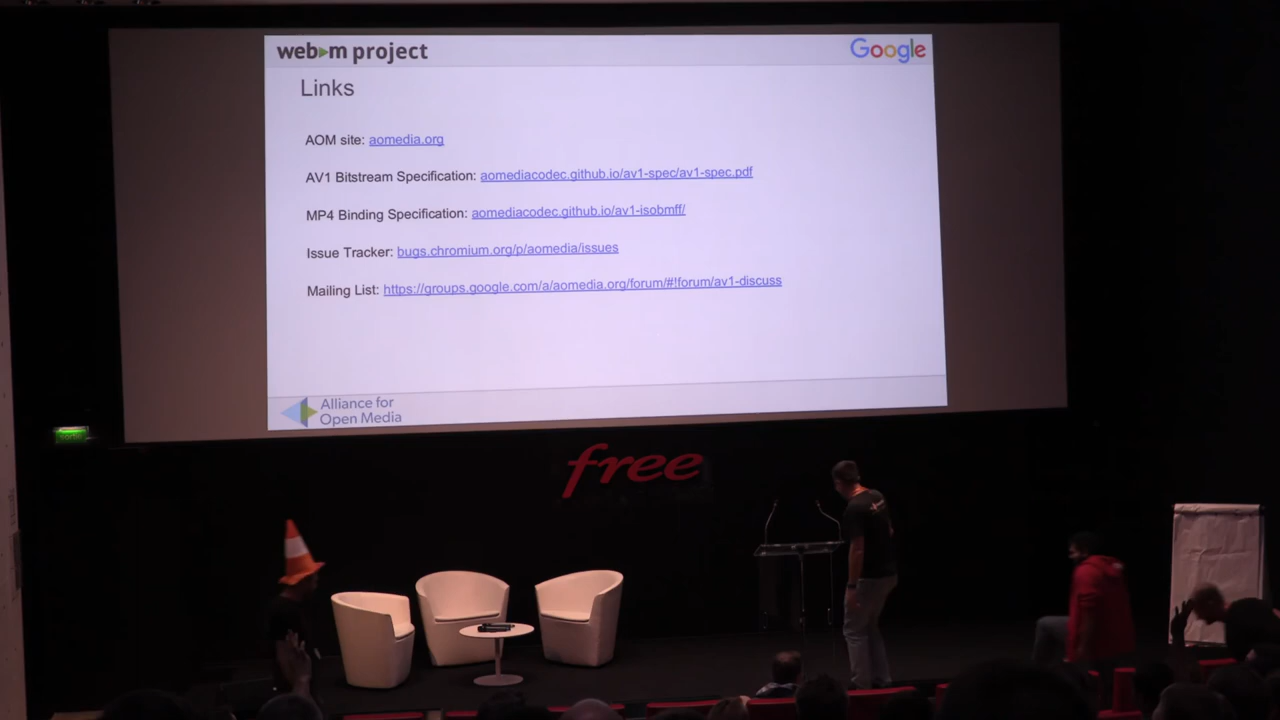 webm project
Google
Links
AOM site: aomedia.org
AV1 Bitstream Specification: aomediacodec.github.io/av1-spec/av1-spec.pdf
MP4 Binding Specification: aomediacodec.github.io/av1-isobmff/
Issue Tracker: bugs.chromium.org/p/aomedia/issues
Mailing List: https://groups.google.com/a/aomedia.org/forum/#!forum/av1-discuss
Alliance for
Open Media
free